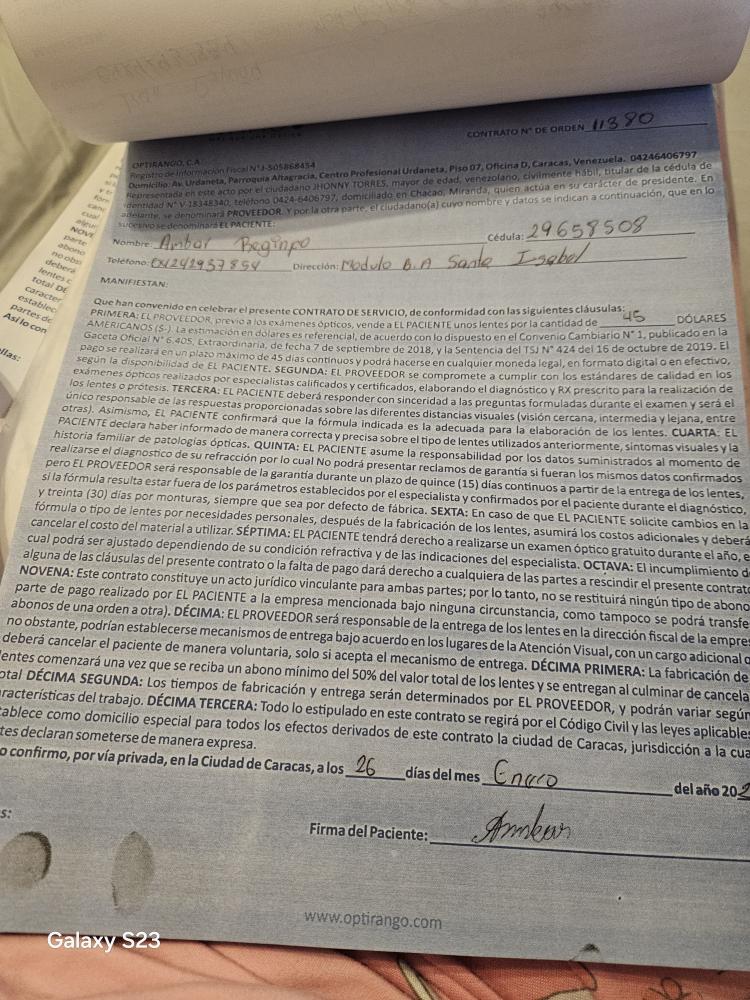 CONTRATO N° DE ORDEN 11380
OPTIRANGO, C.A
Registro de Información Fiscal N°J-505868454
Domicilio: Av. Urdaneta, Parroquia Altagracia, Centro Profesional Urdaneta, Piso 07, Oficina D, Caracas, Venezuela. 04246406797
Representada en este acto por el ciudadano JHONNY TORRES, mayor de edad, venezolano, civilmente hábil, titular de la cédula de
identidad N° V-18348340, teléfono 0424-6406797, domiciliado en Chacao, Miranda, quien actúa en su carácter de presidente. En
adelante, se denominará PROVEEDOR. Y por la otra parte, el ciudadano(a) cuyo nombre y datos se indican a continuación, que en lo
sucesivo se denominará EL PACIENTE:
Nombre: Ambar Cédula: 29658508
Teléfono: Dirección: Modulo B.A Santa Isabel
MANIFIESTAN:
Que han convenido en celebrar el presente CONTRATO DE SERVICIO, de conformidad con las siguientes cláusulas:
PRIMERA: EL PROVEEDOR, previo a los exámenes ópticos, vende a EL PACIENTE unos lentes por la cantidad de 45 DÓLARES
AMERICANOS ($-). La estimación en dólares es referencial, de acuerdo con lo dispuesto en el Convenio Cambiario N° 1, publicado en la
Gaceta Oficial N° 6.405, Extraordinaria, de fecha 7 de septiembre de 2018, y la Sentencia del TSJ N° 424 del 16 de octubre de 2019. El
pago se realizará en un plazo máximo de 45 días continuos y podrá hacerse en cualquier moneda legal, en formato digital o en efectivo,
según la disponibilidad de EL PACIENTE. SEGUNDA: EL PROVEEDOR se compromete a cumplir con los estándares de calidad en los
exámenes ópticos realizados por especialistas calificados y certificados, elaborando el diagnóstico y RX prescrito para la realización de
los lentes o prótesis. TERCERA: EL PACIENTE deberá responder con sinceridad a las preguntas formuladas durante el examen y será el
único responsable de las respuestas proporcionadas sobre las diferentes distancias visuales (visión cercana, intermedia y lejana, entre
otras). Asimismo, EL PACIENTE confirmará que la fórmula indicada es la adecuada para la elaboración de los lentes. CUARTA: EL
PACIENTE declara haber informado de manera correcta y precisa sobre el tipo de lentes utilizados anteriormente, síntomas visuales y la
historia familiar de patologías ópticas. QUINTA: EL PACIENTE asume la responsabilidad por los datos suministrados al momento de
realizarse el diagnostico de su refracción por lo cual No podrá presentar reclamos de garantía si fueran los mismos datos confirmados
pero EL PROVEEDOR será responsable de la garantía durante un plazo de quince (15) días continuos a partir de la entrega de los lentes,
si la fórmula resulta estar fuera de los parámetros establecidos por el especialista y confirmados por el paciente durante el diagnóstico,
y treinta (30) días por monturas, siempre que sea por defecto de fábrica. SEXTA: En caso de que EL PACIENTE solicite cambios en la
fórmula o tipo de lentes por necesidades personales, después de la fabricación de los lentes, asumirá los costos adicionales y deberá
cancelar el costo del material a utilizar. SÉPTIMA: EL PACIENTE tendrá derecho a realizarse un examen óptico gratuito durante el año, e
cual podrá ser ajustado dependiendo de su condición refractiva y de las indicaciones del especialista. OCTAVA: El incumplimiento d
alguna de las cláusulas del presente contrato o la falta de pago dará derecho a cualquiera de las partes a rescindir el presente contrat
NOVENA: Este contrato constituye un acto jurídico vinculante para ambas partes; por lo tanto, no se restituirá ningún tipo de abono
parte de pago realizado por EL PACIENTE a la empresa mencionada bajo ninguna circunstancia, como tampoco se podrá transfe
abonos de una orden a otra). DÉCIMA: EL PROVEEDOR será responsable de la entrega de los lentes en la dirección fiscal de la empre
no obstante, podrían establecerse mecanismos de entrega bajo acuerdo en los lugares de la Atención Visual, con un cargo adicional q
deberá cancelar el paciente de manera voluntaria, solo si acepta el mecanismo de entrega. DÉCIMA PRIMERA: La fabricación de
lentes comenzará una vez que se reciba un abono mínimo del 50% del valor total de los lentes y se entregan al culminar de cancela
otal DÉCIMA SEGUNDA: Los tiempos de fabricación y entrega serán determinados por EL PROVEEDOR, y podrán variar según
racterísticas del trabajo. DÉCIMA TERCERA: Todo lo estipulado en este contrato se regirá por el Código Civil y las leyes aplicables
tablece como domicilio especial para todos los efectos derivados de este contrato la ciudad de Caracas, jurisdicción a la cua
tes declaran someterse de manera expresa.
o confirmo, por vía privada, en la Ciudad de Caracas, a los 26 días del mes Enero del año 202
s:
Firma del Paciente: Ambar
www.optirango.com
Galaxy S23